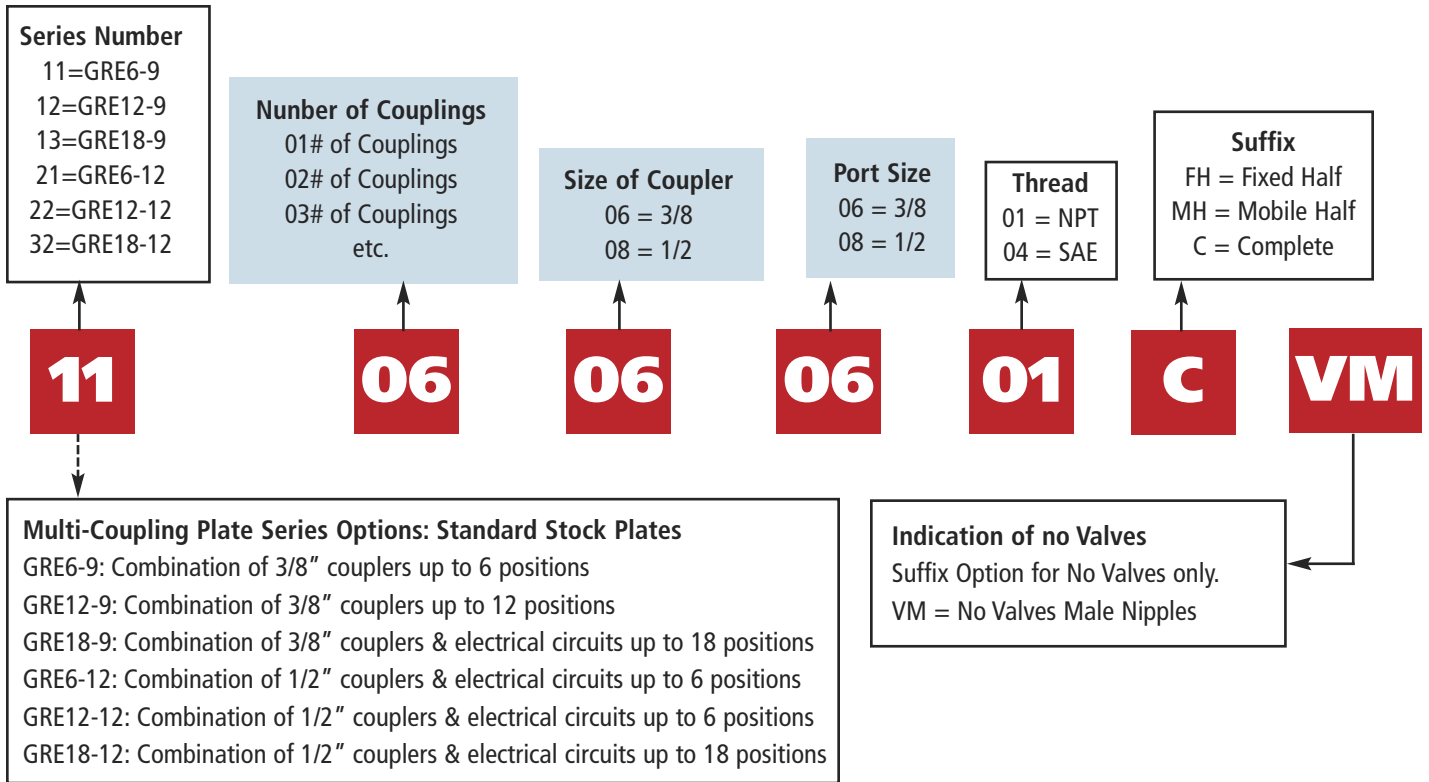 Series Number
11=GRE6-9
12=GRE12-9
13=GRE18-9
21=GRE6-12
22=GRE12-12
32=GRE18-12
Nunber of Couplings
01# of Couplings
02# of Couplings
03# of Couplings
etc.
Size of Coupler
06 = 3/8
08 = 1/2
Port Size
06 = 3/8
08 = 1/2
Thread
01 = NPT
04 = SAE
Suffix
FH = Fixed Half
MH = Mobile Half
C = Complete
11 06 06 06 01 C VM
Multi-Coupling Plate Series Options: Standard Stock Plates
GRE6-9: Combination of 3/8″ couplers up to 6 positions
GRE12-9: Combination of 3/8″ couplers up to 12 positions
GRE18-9: Combination of 3/8″ couplers & electrical circuits up to 18 positions
GRE6-12: Combination of 1/2″ couplers & electrical circuits up to 6 positions
GRE12-12: Combination of 1/2″ couplers & electrical circuits up to 6 positions
GRE18-12: Combination of 1/2″ couplers & electrical circuits up to 18 positions
Indication of no Valves
Suffix Option for No Valves only.
VM = No Valves Male Nipples